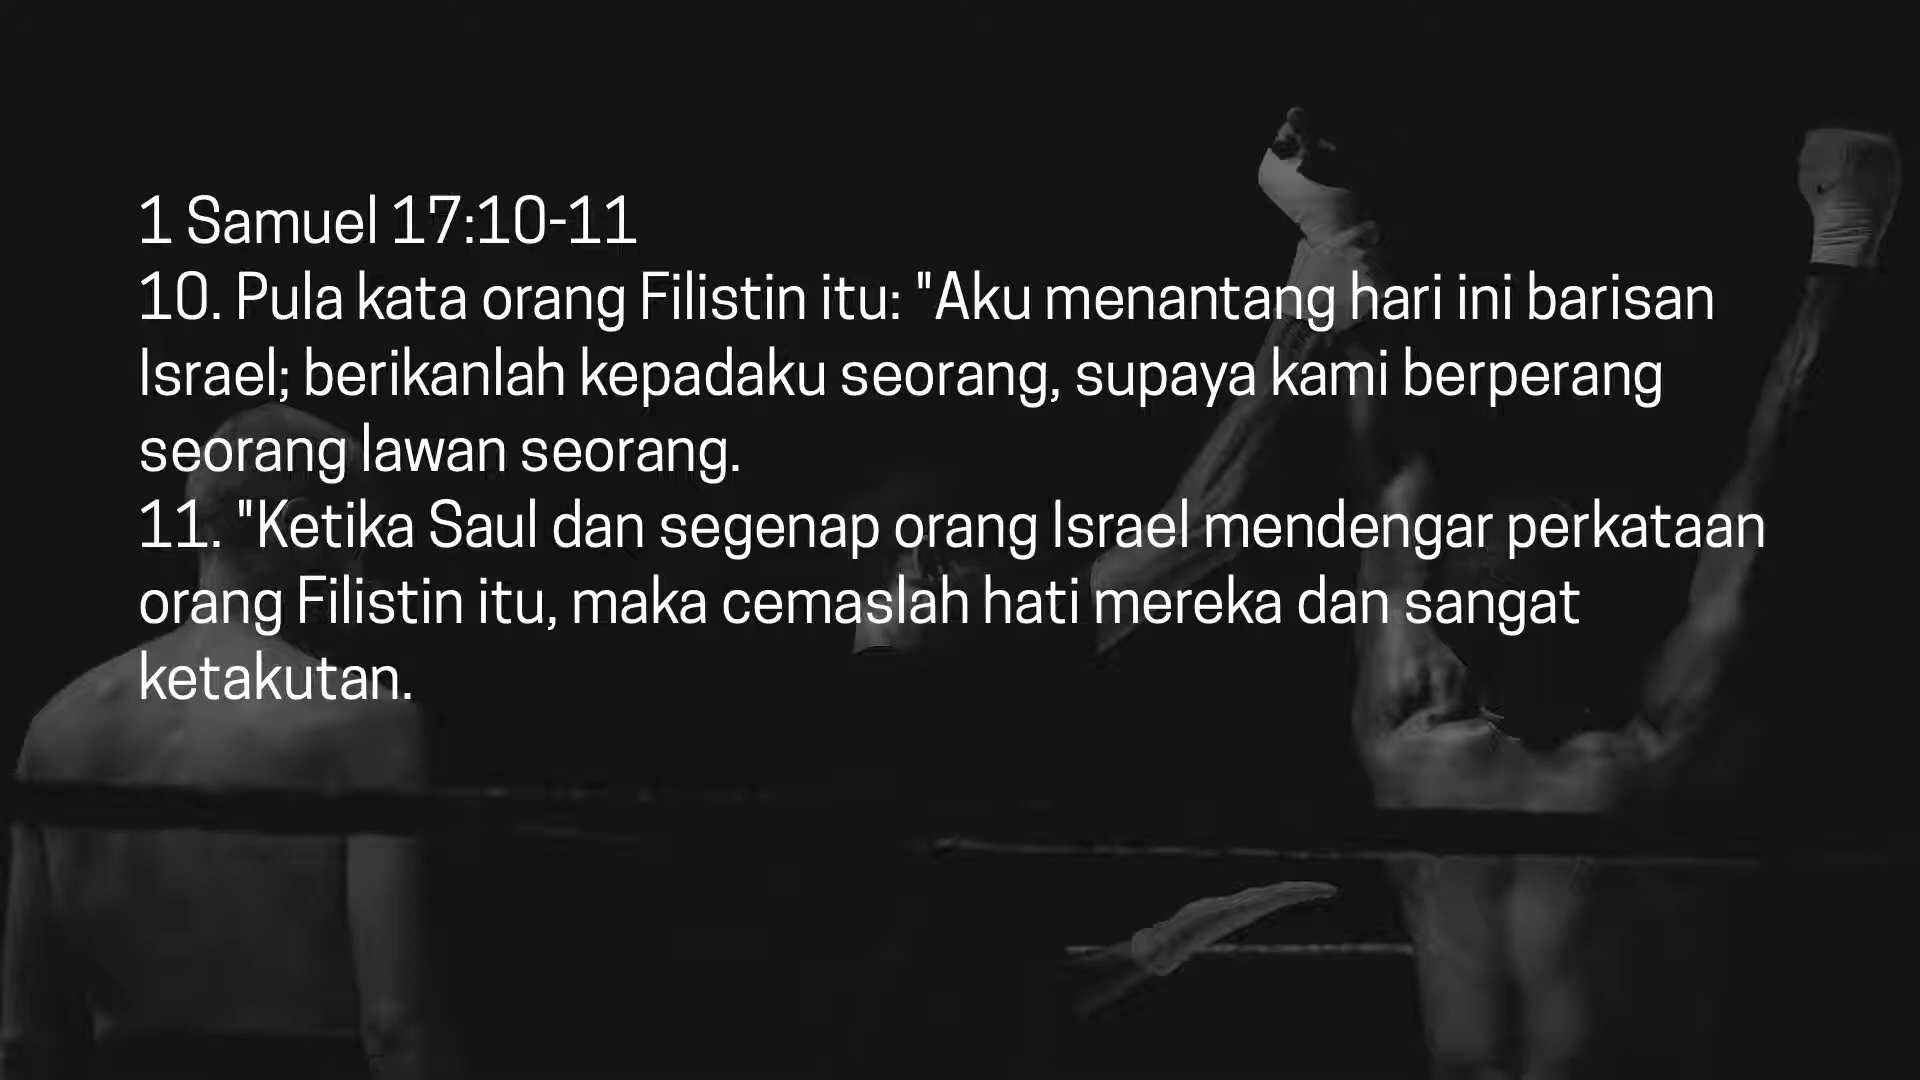 1 Samuel 17:10-11
10. Pula kata orang Filistin itu: "Aku menantang hari ini barisan
Israel; berikanlah kepadaku seorang, supaya kami berperang
seorang lawan seorang.
11. "Ketika Saul dan segenap orang Israel mendengar perkataan
orang Filistin itu, maka cemaslah hati mereka dan sangat
ketakutan.